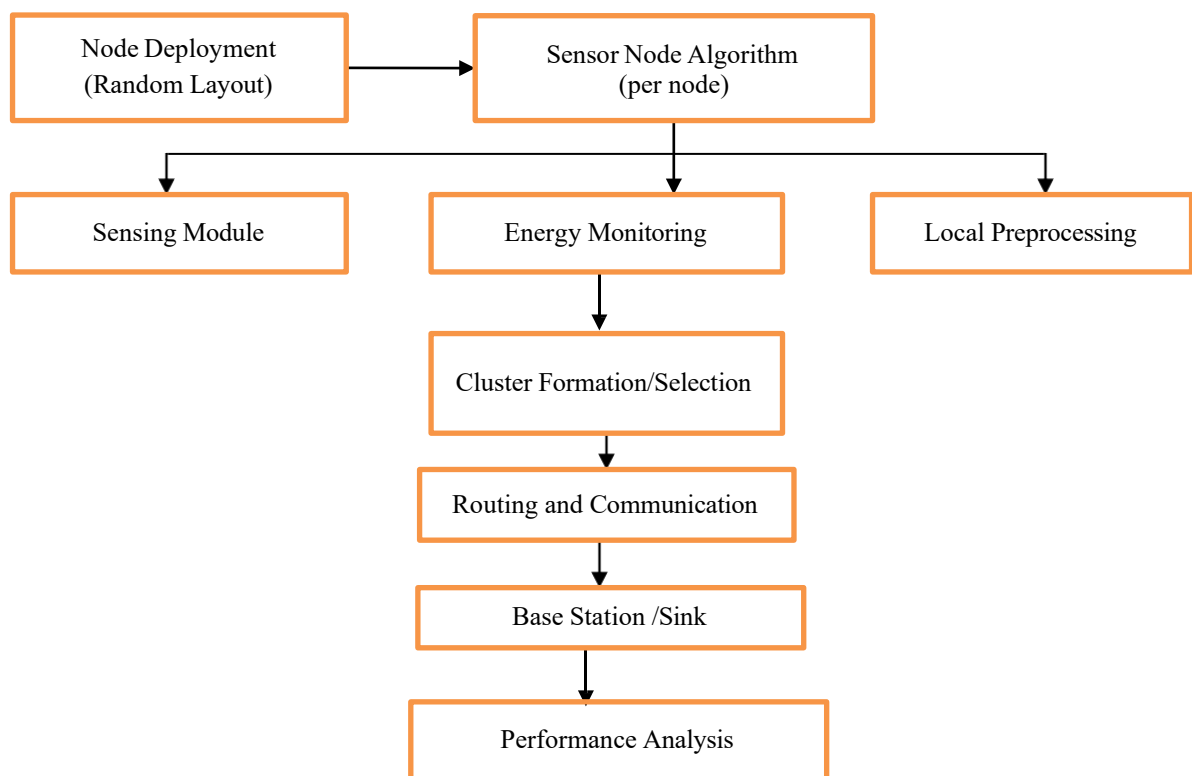 Node Deployment
(Random Layout)
Sensor Node Algorithm
(per node)
Sensing Module
Energy Monitoring
Local Preprocessing
Cluster Formation/Selection
Routing and Communication
Base Station /Sink
Performance Analysis